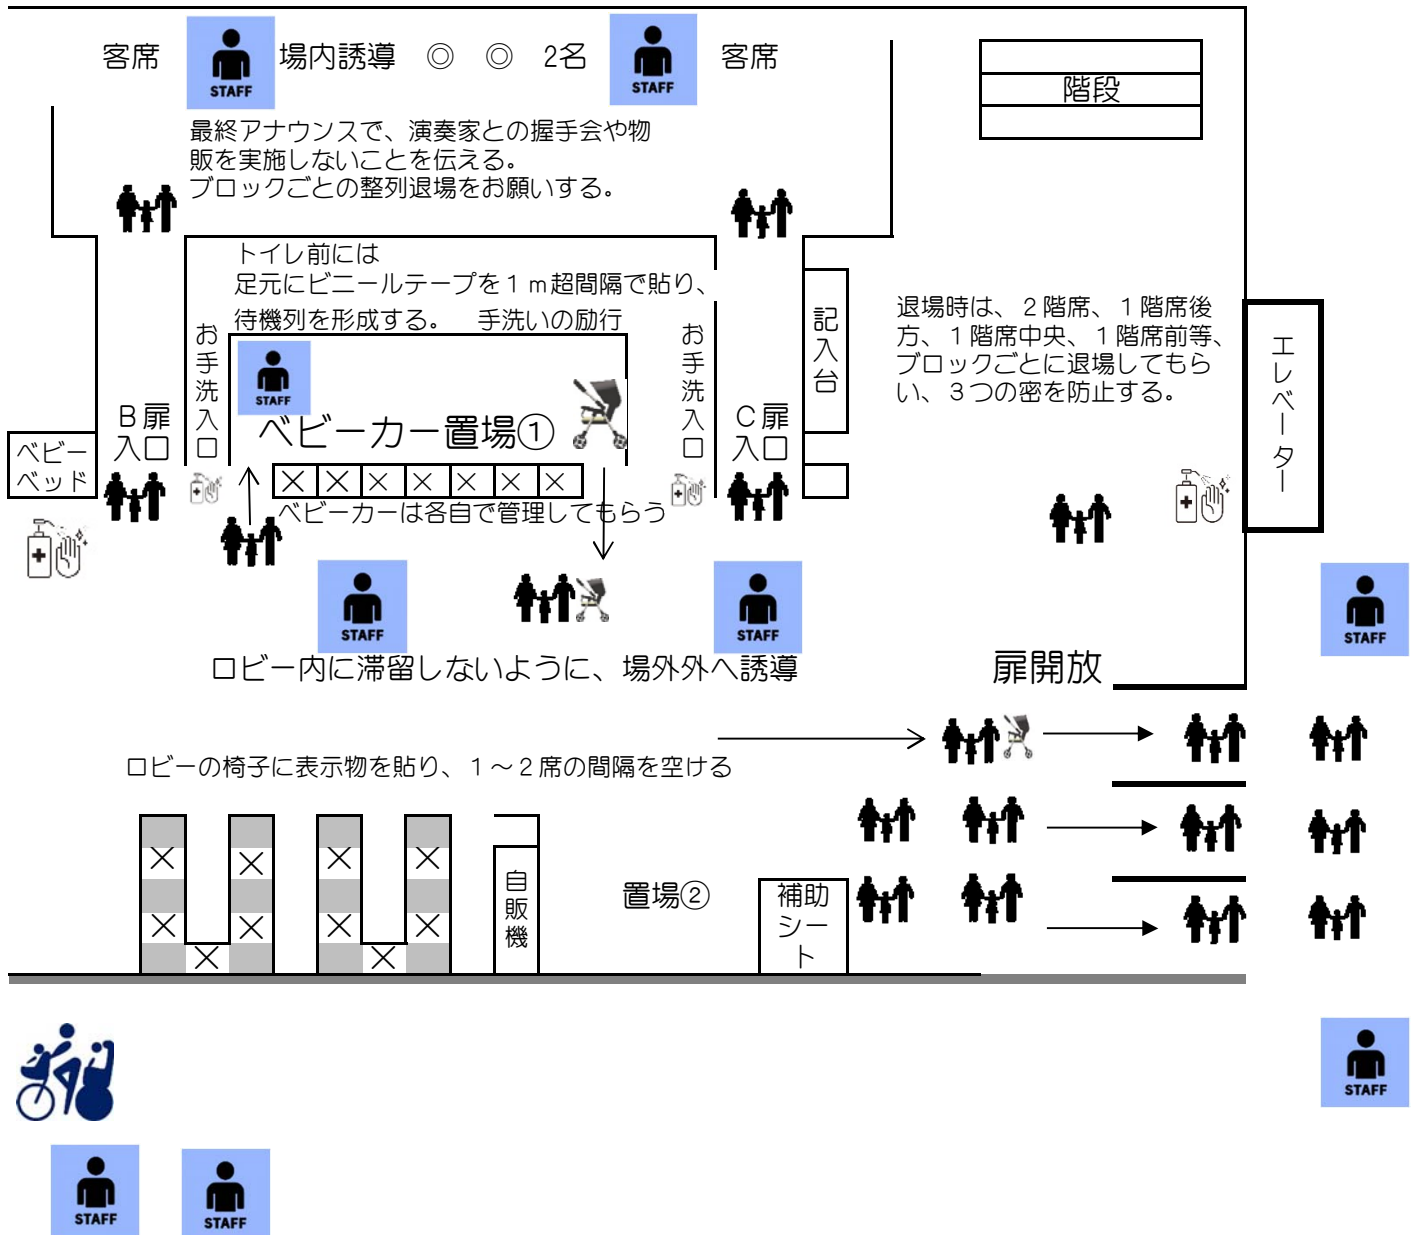 客席
STAFF
場内誘導 ◎ ◎ 2名
STAFF
客席
階段
最終アナウンスで、演奏家との握手会や物
販を実施しないことを伝える。
ブロックごとの整列退場をお願いする。
トイレ前には
足元にビニールテープを１ｍ超間隔で貼り、
待機列を形成する。 手洗いの励行
お手洗入口
STAFF
ベビーカー置場①
お手洗入口
記入台
退場時は、２階席、１階席後
方、１階席中央、１階席前等、
ブロックごとに退場してもら
い、３つの密を防止する。
エレベーター
Ｂ扉
入口
Ｃ扉
入口
ベビー
ベッド
ベビーカーは各自で管理してもらう
STAFF
STAFF
STAFF
ロビー内に滞留しないように、場外外へ誘導
扉開放
ロビーの椅子に表示物を貼り、１～２席の間隔を空ける
自販機
置場②
補助
シー
ト
STAFF
STAFF
STAFF